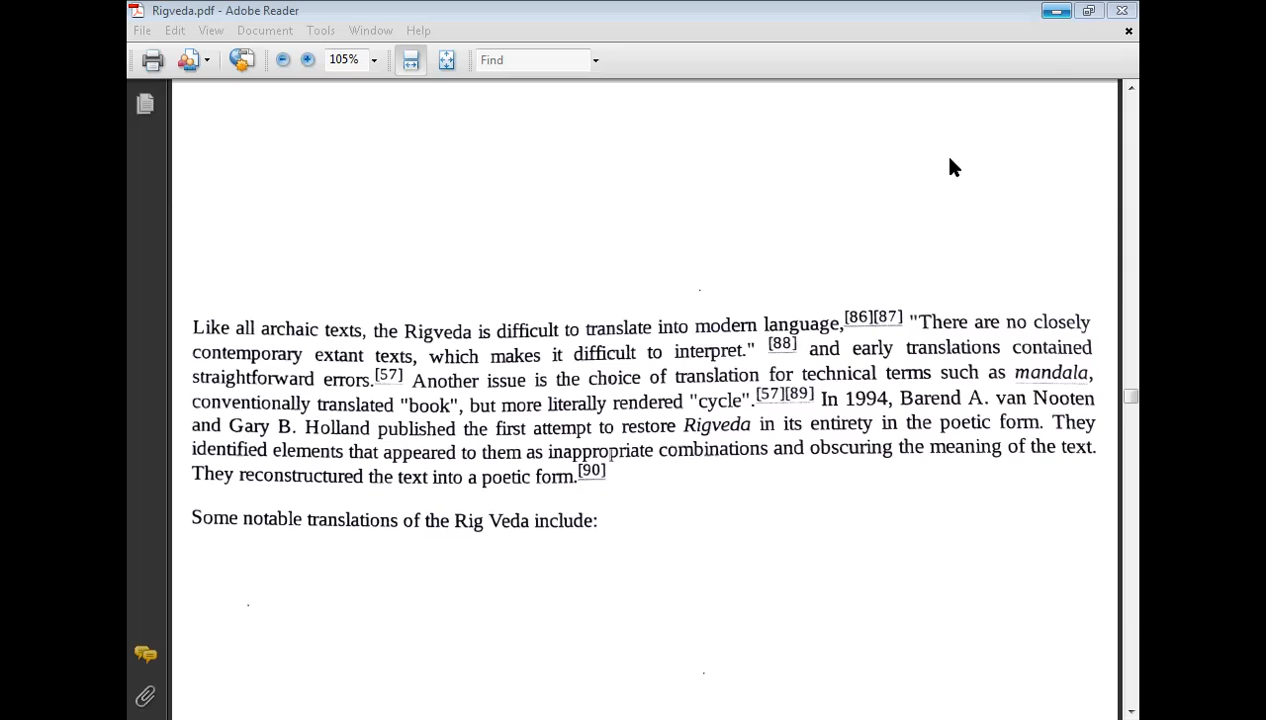 Rigveda.pdf - Adobe Reader
File Edit View Document Tools Window Help
105% Find
Like all archaic texts, the Rigveda is difficult to translate into modern language,[86][87] "There are no closely
contemporary extant texts, which makes it difficult to interpret." [88] and early translations contained
straightforward errors.[57] Another issue is the choice of translation for technical terms such as mandala,
conventionally translated "book", but more literally rendered "cycle".[57][89] In 1994, Barend A. van Nooten
and Gary B. Holland published the first attempt to restore Rigveda in its entirety in the poetic form. They
identified elements that appeared to them as inappropriate combinations and obscuring the meaning of the text.
They reconstructed the text into a poetic form.[90]
Some notable translations of the Rig Veda include: